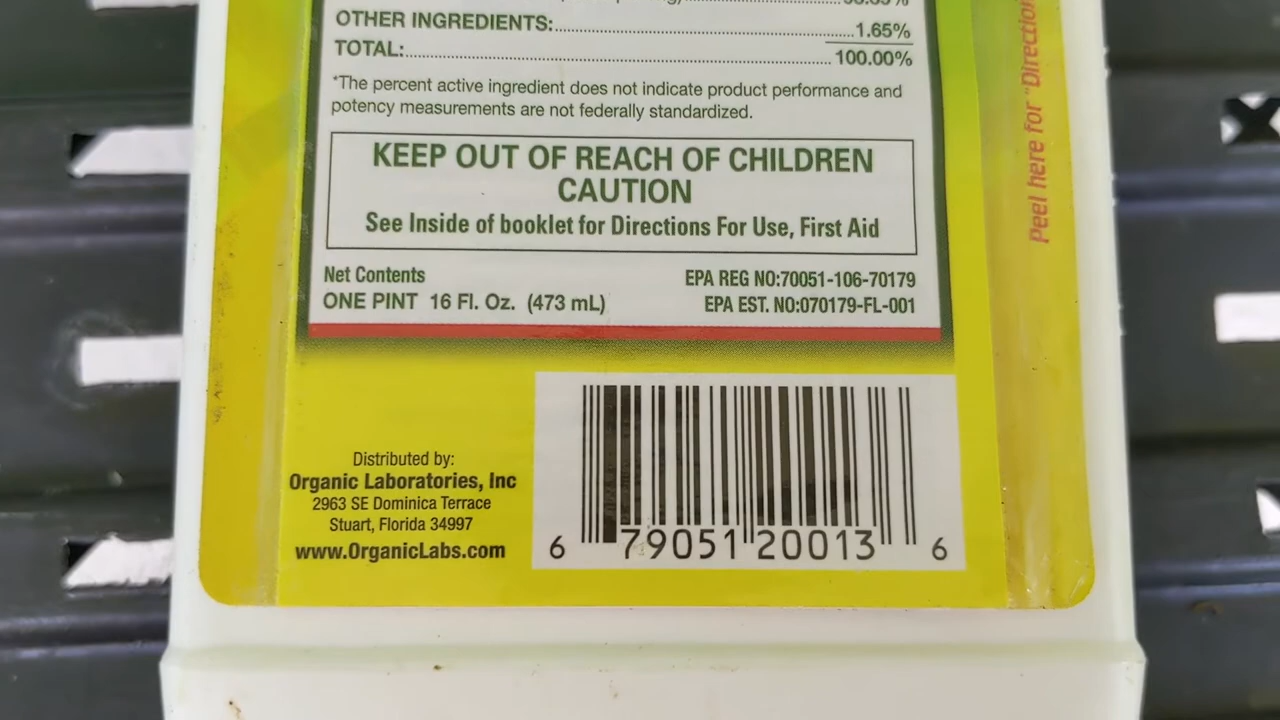 OTHER INGREDIENTS:..........1.65%
TOTAL:..........100.00%
*The percent active ingredient does not indicate product performance and
potency measurements are not federally standardized.
KEEP OUT OF REACH OF CHILDREN
CAUTION
See Inside of booklet for Directions For Use, First Aid
Net Contents
ONE PINT 16 Fl. Oz. (473 mL)
EPA REG NO:70051-106-70179
EPA EST. NO:070179-FL-001
Distributed by:
Organic Laboratories, Inc
2963 SE Dominica Terrace
Stuart, Florida 34997
www.OrganicLabs.com
6 79051 20013 6
Peel here for "Direction